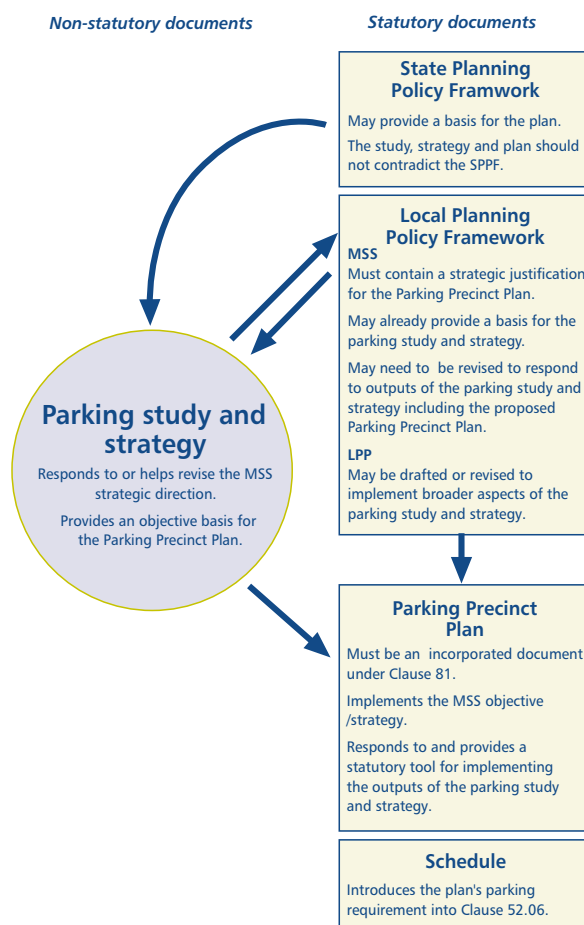 Non-statutory documents
Statutory documents
State Planning
Policy Framwork
May provide a basis for the plan.
The study, strategy and plan should
not contradict the SPPF.
Local Planning
Policy Framework
MSS
Must contain a strategic justification
for the Parking Precinct Plan.
May already provide a basis for the
parking study and strategy.
May need to be revised to respond
to outputs of the parking study and
strategy including the proposed
Parking Precinct Plan.
LPP
May be drafted or revised to
implement broader aspects of the
parking study and strategy.
Parking study and
strategy
Responds to or helps revise the MSS
strategic direction.
Provides an objective basis for
the Parking Precinct Plan.
Parking Precinct
Plan
Must be an incorporated document
under Clause 81.
Implements the MSS objective
/strategy.
Responds to and provides a
statutory tool for implementing
the outputs of the parking study
and strategy.
Schedule
Introduces the plan's parking
requirement into Clause 52.06.